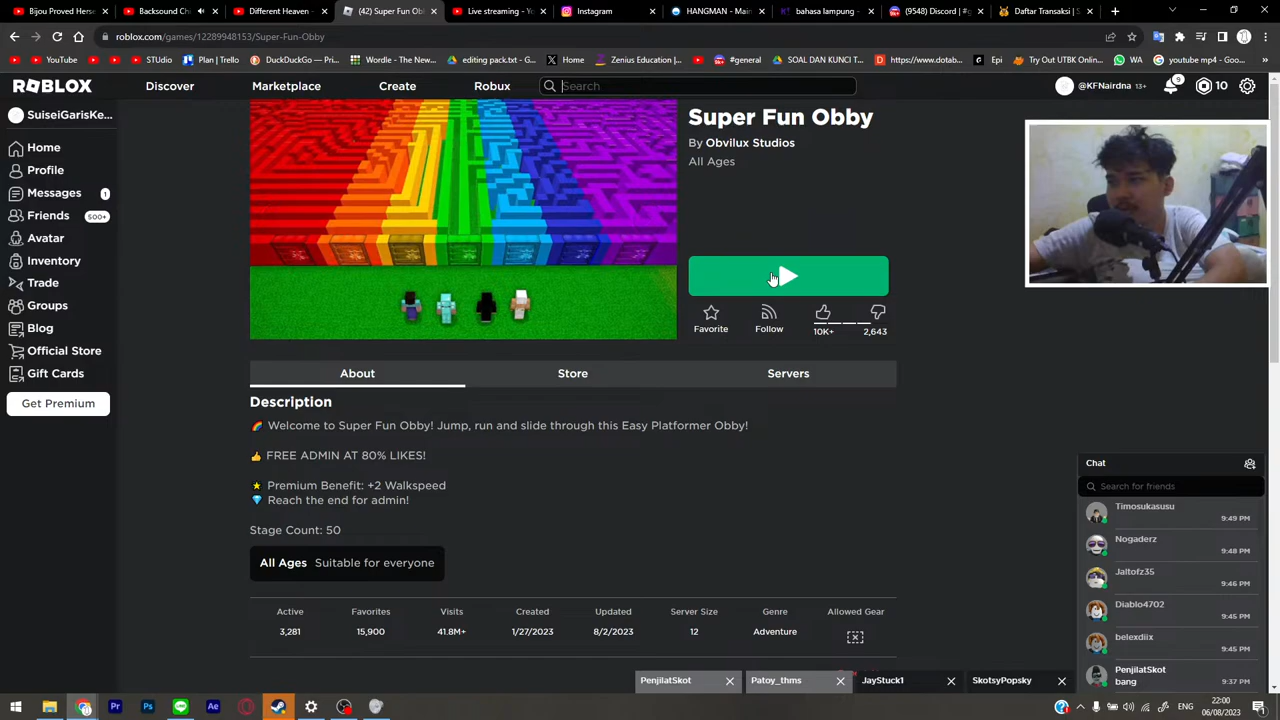 Bijou Proved Herse
Backsound Cha
Different Heaven -
(42) Super Fun Obb
Live streaming - Yo
Instagram
HANGMAN - Main
bahasa lampung -
(9548) Discord | #g
Daftar Transaksi | S
roblox.com/games/12289948153/Super-Fun-Obby
YouTube
STUdio
Plan | Trello
DuckDuckGo — Pri...
Wordle - The New...
editing pack.txt - G...
Home
Zenius Education -...
#general
SOAL DAN KUNCI T...
https://www.dotab...
Epi
Try Out UTBK Onlin...
WA
youtube mp4 - Goo...
ROBLOX
Discover
Marketplace
Create
Robux
Search
@KFNairdna 13+
9
10
SuiseiGarisKe...
Home
Profile
Messages 1
Friends 500+
Avatar
Inventory
Trade
Groups
Blog
Official Store
Gift Cards
Get Premium
Super Fun Obby
By Obvilux Studios
All Ages
Favorite
Follow
10K+
2,643
About
Store
Servers
Description
🌈 Welcome to Super Fun Obby! Jump, run and slide through this Easy Platformer Obby!
👍 FREE ADMIN AT 80% LIKES!
⭐ Premium Benefit: +2 Walkspeed
💎 Reach the end for admin!
Stage Count: 50
All Ages Suitable for everyone
Active Favorites Visits Created Updated Server Size Genre Allowed Gear
3,281 15,900 41.8M+ 1/27/2023 8/2/2023 12 Adventure
Chat
Search for friends
Timosukasusu
9:49 PM
Nogaderz
9:48 PM
Jaltofz35
9:46 PM
Diablo4702
9:45 PM
belexdiix
9:45 PM
PenjilatSkot
bang
9:37 PM
PenjilatSkot
Patoy_thms
JayStuck1
SkotsyPopsky
Pr
Ps
Ae
ENG
22:00
06/08/2023